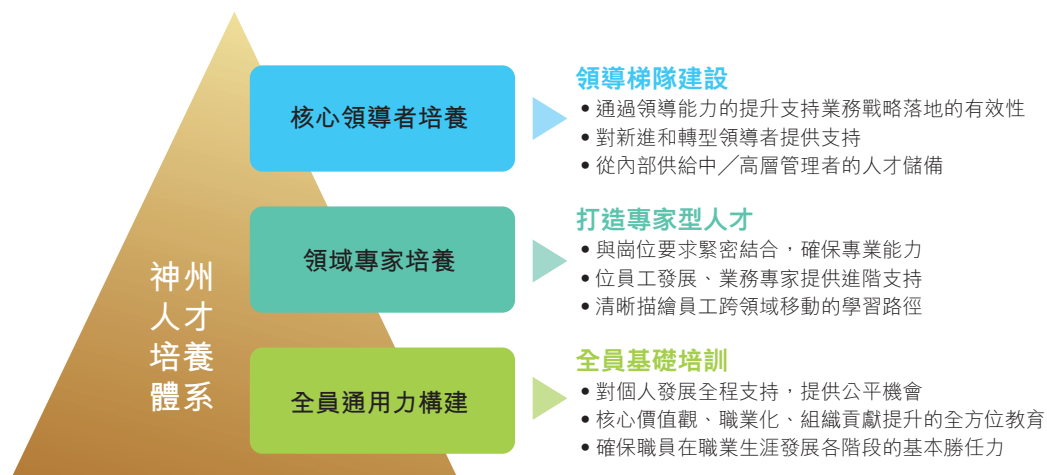 神州
人才
培養
體系
核心領導者培養
領導梯隊建設
• 通過領導能力的提升支持業務戰略落地的有效性
• 對新進和轉型領導者提供支持
• 從內部供給中／高層管理者的人才儲備
領域專家培養
打造專家型人才
• 與崗位要求緊密結合，確保專業能力
• 位員工發展、業務專家提供進階支持
• 清晰描繪員工跨領域移動的學習路徑
全員通用力構建
全員基礎培訓
• 對個人發展全程支持，提供公平機會
• 核心價值觀、職業化、組織貢獻提升的全方位教育
• 確保職員在職業生涯發展各階段的基本勝任力